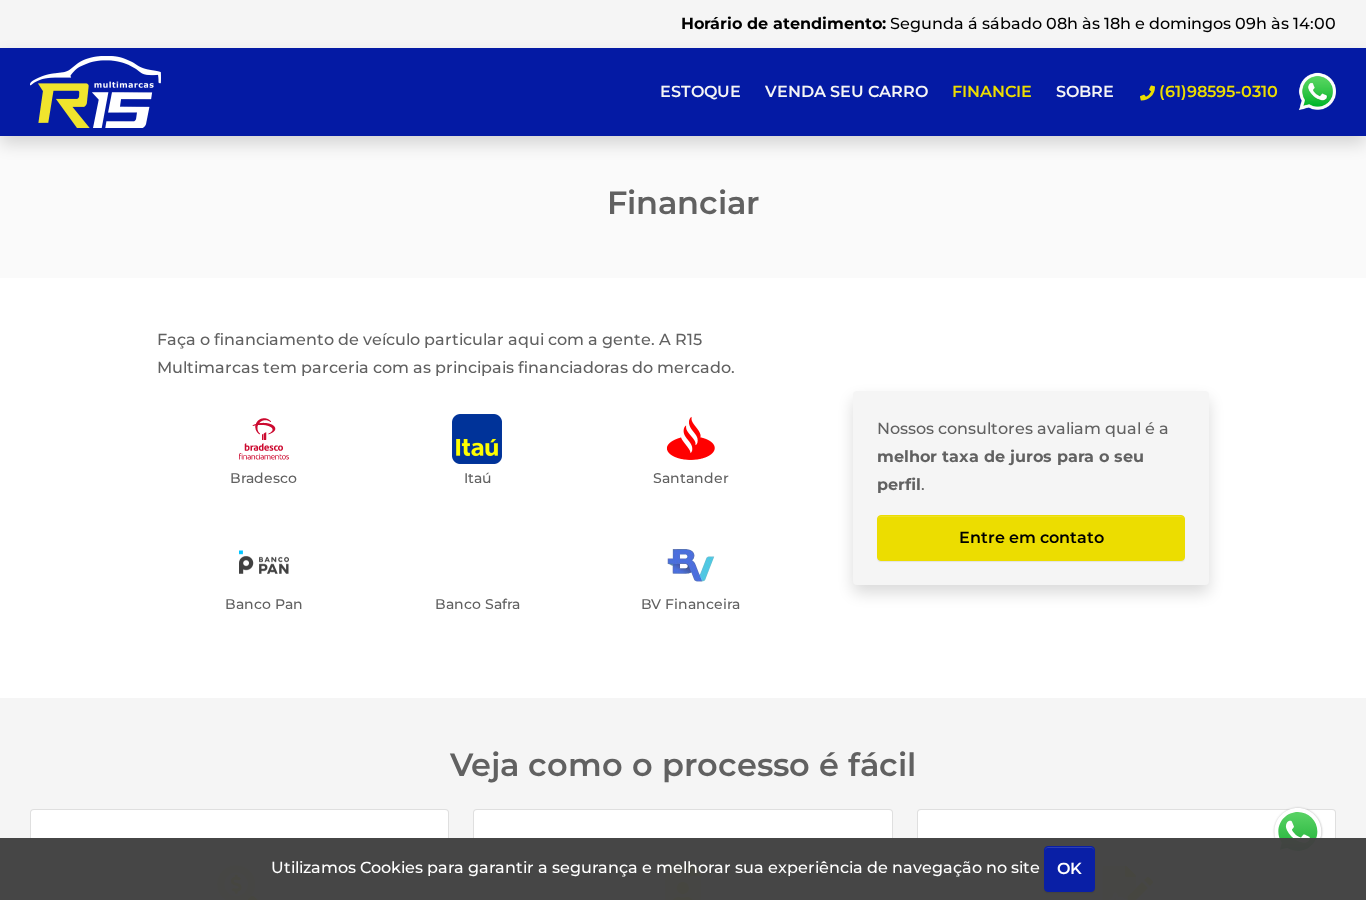 Horário de atendimento: Segunda á sábado 08h às 18h e domingos 09h às 14:00
multimarcas
R15
ESTOQUE VENDA SEU CARRO FINANCIE SOBRE (61)98595-0310
Financiar
Faça o financiamento de veículo particular aqui com a gente. A R15
Multimarcas tem parceria com as principais financiadoras do mercado.
bradesco
financiamentos
Itaú
Bradesco Itaú Santander
BANCO
PAN
BV
Banco Pan Banco Safra BV Financeira
Nossos consultores avaliam qual é a
melhor taxa de juros para o seu
perfil.
Entre em contato
Veja como o processo é fácil
Utilizamos Cookies para garantir a segurança e melhorar sua experiência de navegação no site OK